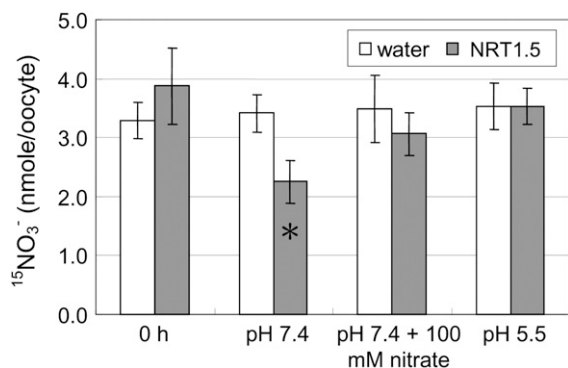 5.0
water NRT1.5
4.0
3.0
2.0
*
1.0
0.0
¹⁵NO₃⁻ (nmole/oocyte)
0 h pH 7.4 pH 7.4 + 100 pH 5.5
mM nitrate